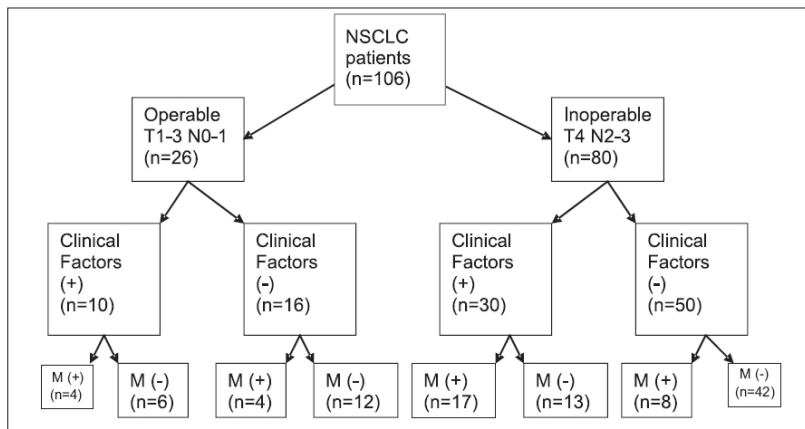 NSCLC
patients
(n=106)
Operable
T1-3 N0-1
(n=26)
Inoperable
T4 N2-3
(n=80)
Clinical
Factors
(+)
(n=10)
Clinical
Factors
(-)
(n=16)
Clinical
Factors
(+)
(n=30)
Clinical
Factors
(-)
(n=50)
M (+)
(n=4)
M (-)
(n=6)
M (+)
(n=4)
M (-)
(n=12)
M (+)
(n=17)
M (-)
(n=13)
M (+)
(n=8)
M (-)
(n=42)